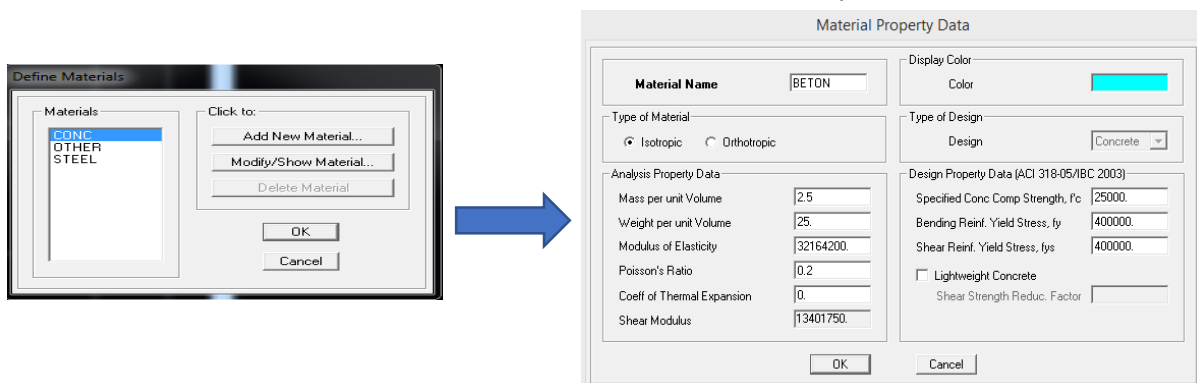 Define Materials
Materials
CONC
OTHER
STEEL
Click to:
Add New Material...
Modify/Show Material...
Delete Material
OK
Cancel
Material Property Data
Material Name BETON
Display Color
Color
Type of Material
Isotropic Orthotropic
Type of Design
Design Concrete
Analysis Property Data
Mass per unit Volume 2.5
Weight per unit Volume 25.
Modulus of Elasticity 32164200.
Poisson's Ratio 0.2
Coeff of Thermal Expansion 0.
Shear Modulus 13401750.
Design Property Data (ACI 318-05/IBC 2003)
Specified Conc Comp Strength, f'c 25000.
Bending Reinf. Yield Stress, fy 400000.
Shear Reinf. Yield Stress, fys 400000.
Lightweight Concrete
Shear Strength Reduc. Factor
OK
Cancel